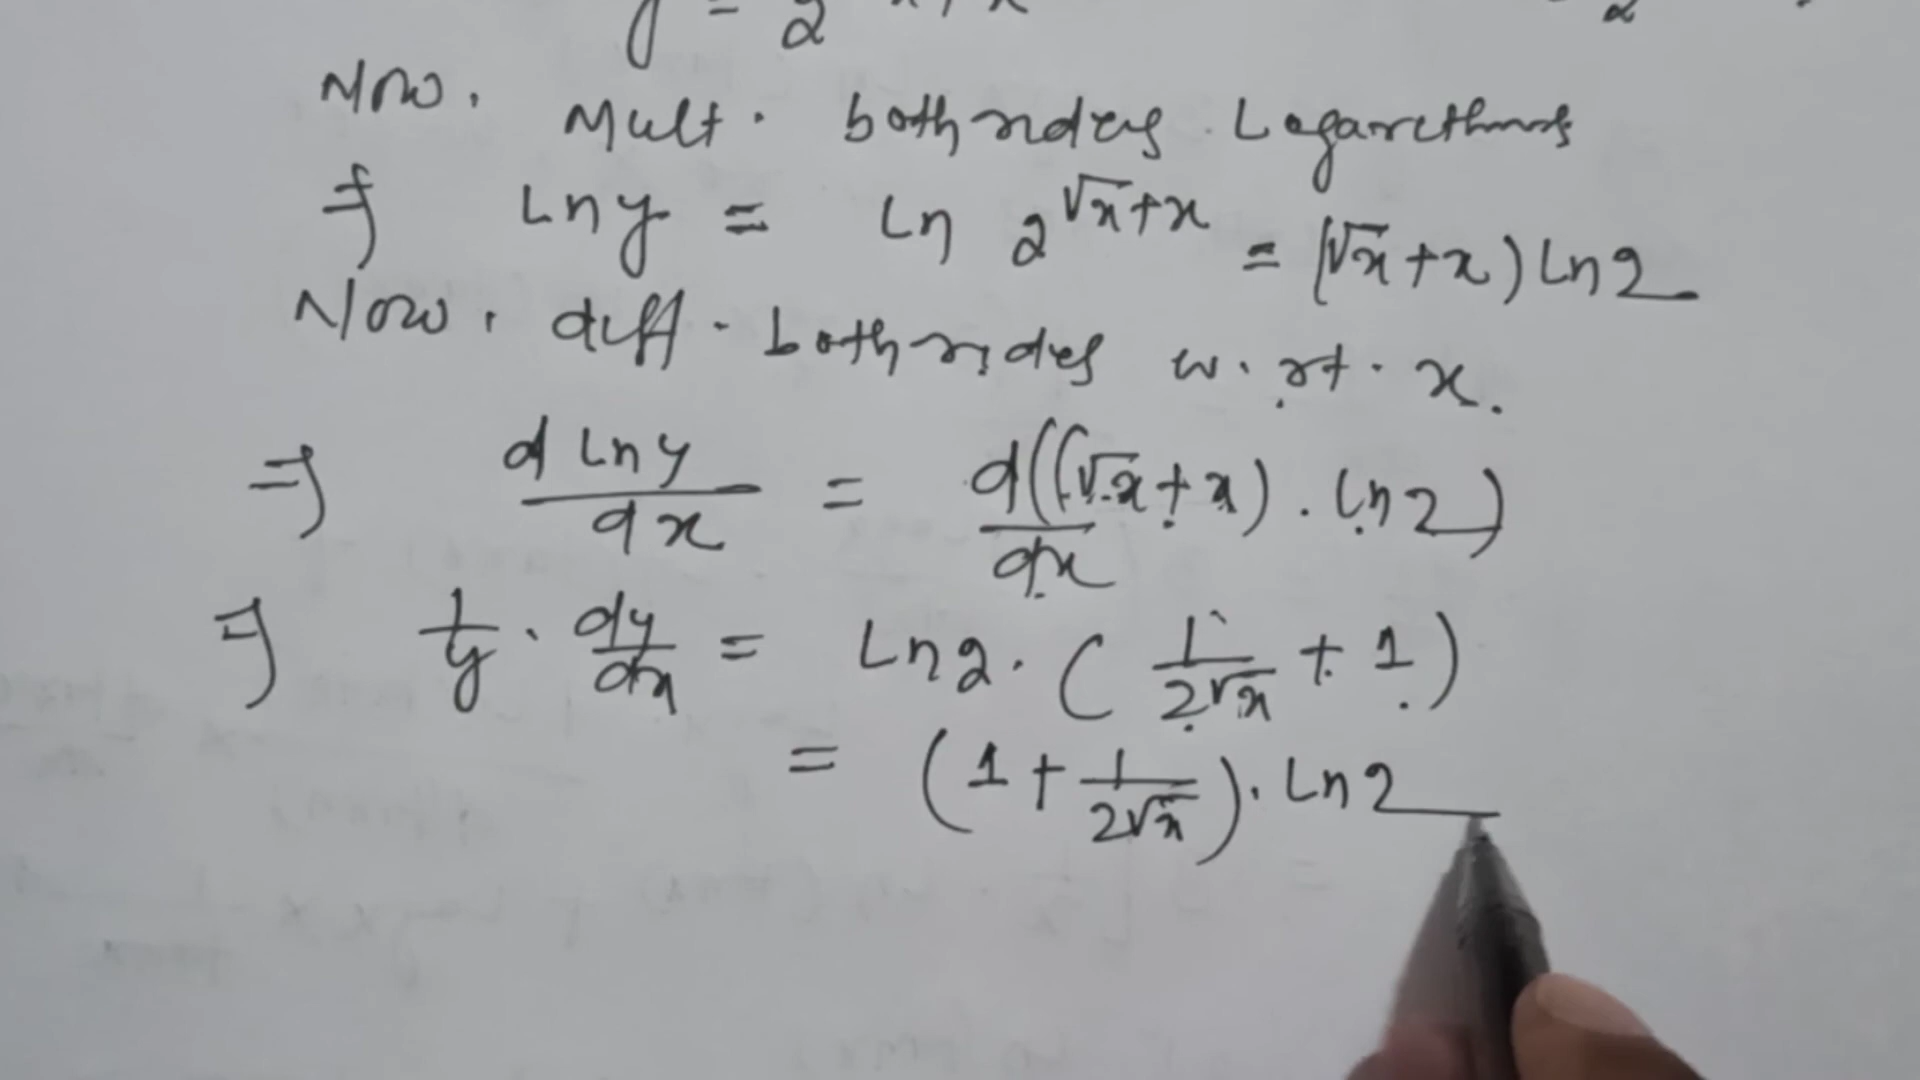 y = 2
Now. Mult. both sides Logarithms
⇒ Ln y = Ln 2^(√x+x) = (√x+x) Ln 2
Now. diff. both sides w.r.t. x.
⇒ d Ln y / dx = d/dx ((√x+x). Ln 2)
⇒ 1/y . dy/dx = Ln 2. (1/(2√x) + 1)
= (1 + 1/(2√x)). Ln 2